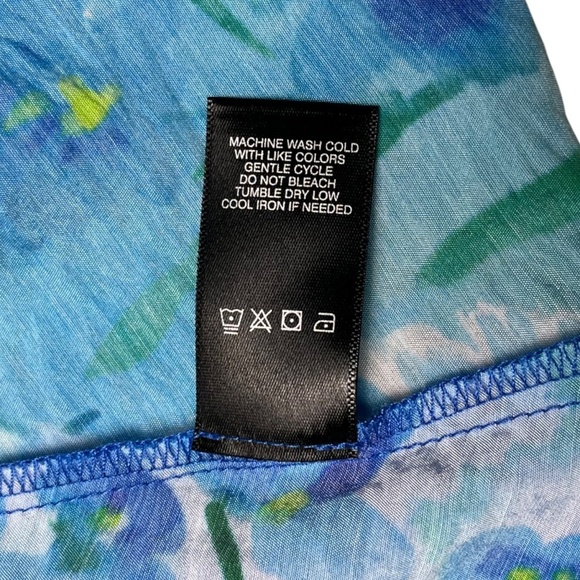 MACHINE WASH COLD
WITH LIKE COLORS
GENTLE CYCLE
DO NOT BLEACH
TUMBLE DRY LOW
COOL IRON IF NEEDED